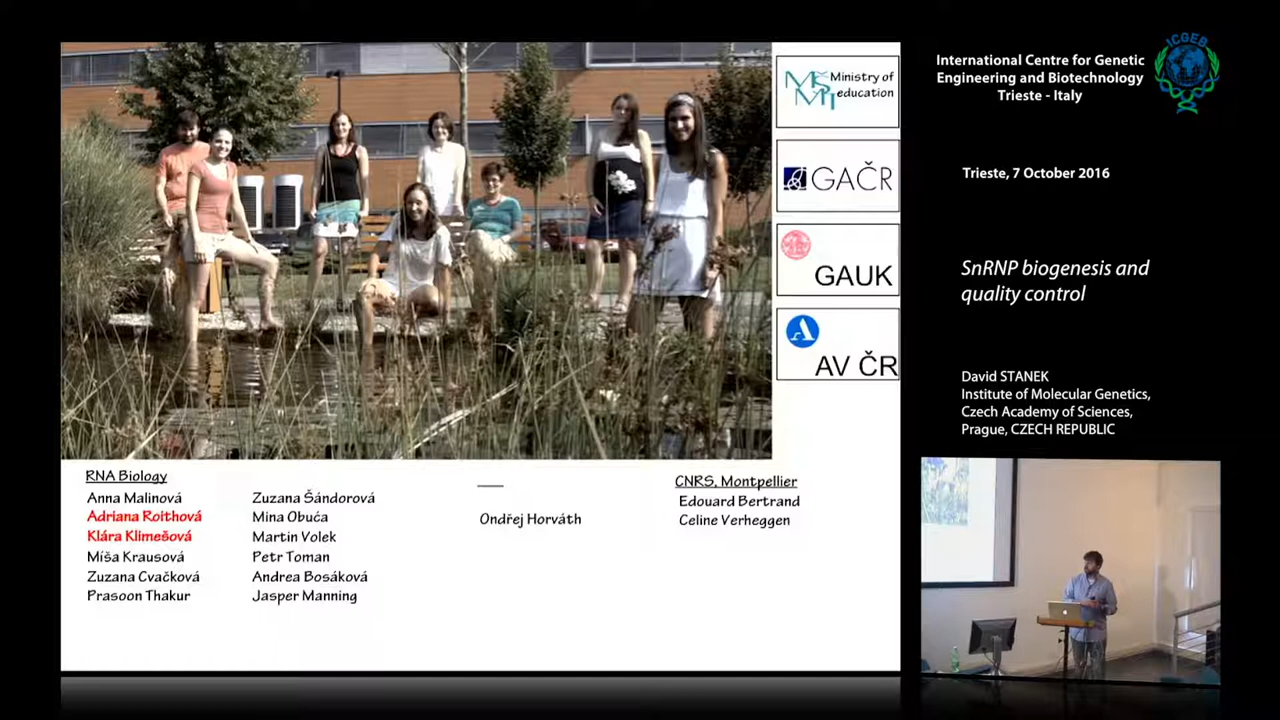 Ministry of
education
GAČR
GAUK
AV ČR
RNA Biology
Anna Malinová
Adriana Roithová
Klára Klimešová
Míša Krausová
Zuzana Cvačková
Prasoon Thakur
Zuzana Šándorová
Mina Obuća
Martin Volek
Petr Toman
Andrea Bosáková
Jasper Manning
Ondřej Horváth
CNRS, Montpellier
Edouard Bertrand
Celine Verheggen
International Centre for Genetic
Engineering and Biotechnology
Trieste - Italy
ICGEB
Trieste, 7 October 2016
SnRNP biogenesis and
quality control
David STANEK
Institute of Molecular Genetics,
Czech Academy of Sciences,
Prague, CZECH REPUBLIC